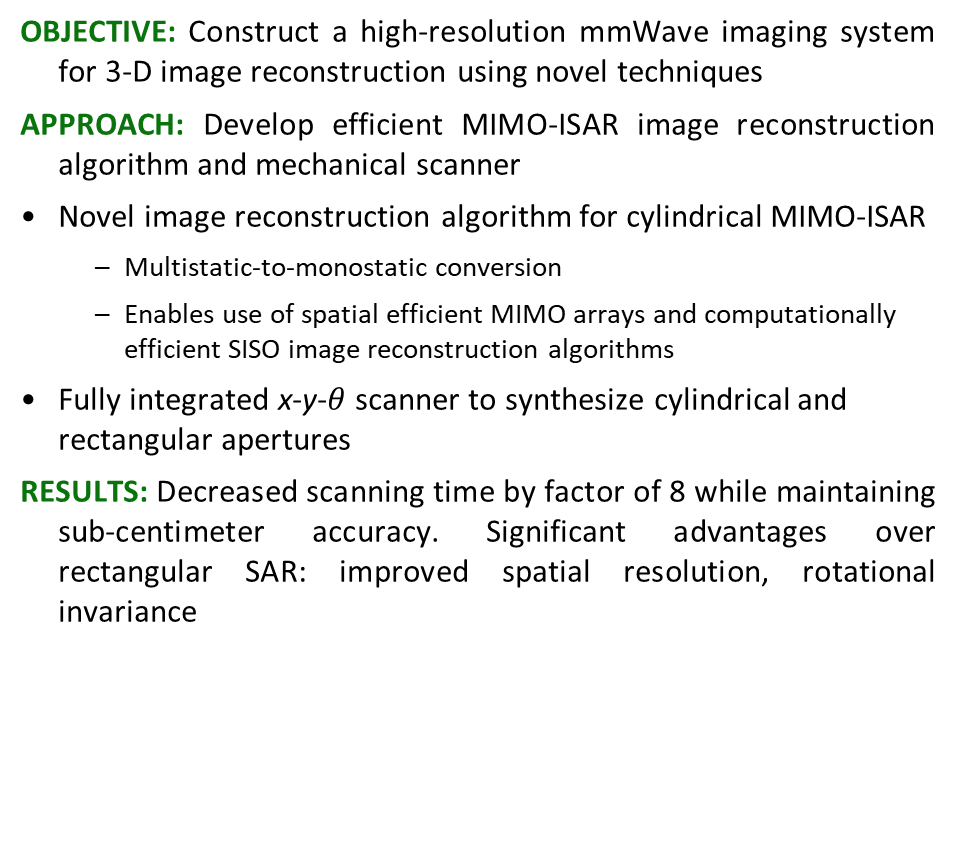 OBJECTIVE: Construct a high-resolution mmWave imaging system
for 3-D image reconstruction using novel techniques
APPROACH: Develop efficient MIMO-ISAR image reconstruction
algorithm and mechanical scanner
• Novel image reconstruction algorithm for cylindrical MIMO-ISAR
– Multistatic-to-monostatic conversion
– Enables use of spatial efficient MIMO arrays and computationally
efficient SISO image reconstruction algorithms
• Fully integrated x-y-θ scanner to synthesize cylindrical and
rectangular apertures
RESULTS: Decreased scanning time by factor of 8 while maintaining
sub-centimeter accuracy. Significant advantages over
rectangular SAR: improved spatial resolution, rotational
invariance